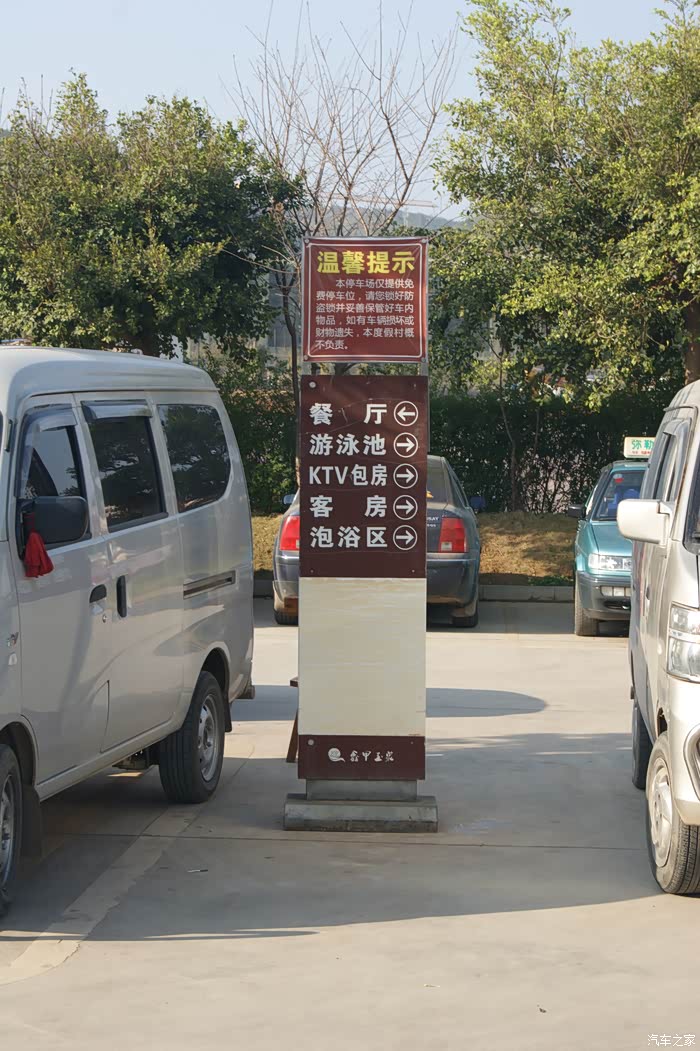 温馨提示
本停车场仅提供免
费停车位，请您锁好防
盗锁并妥善保管好车内
物品，如有车辆损坏或
财物遗失，本度假村概
不负责。
餐厅
游泳池
KTV包房
客房
泡浴区
弥勒
汽车之家